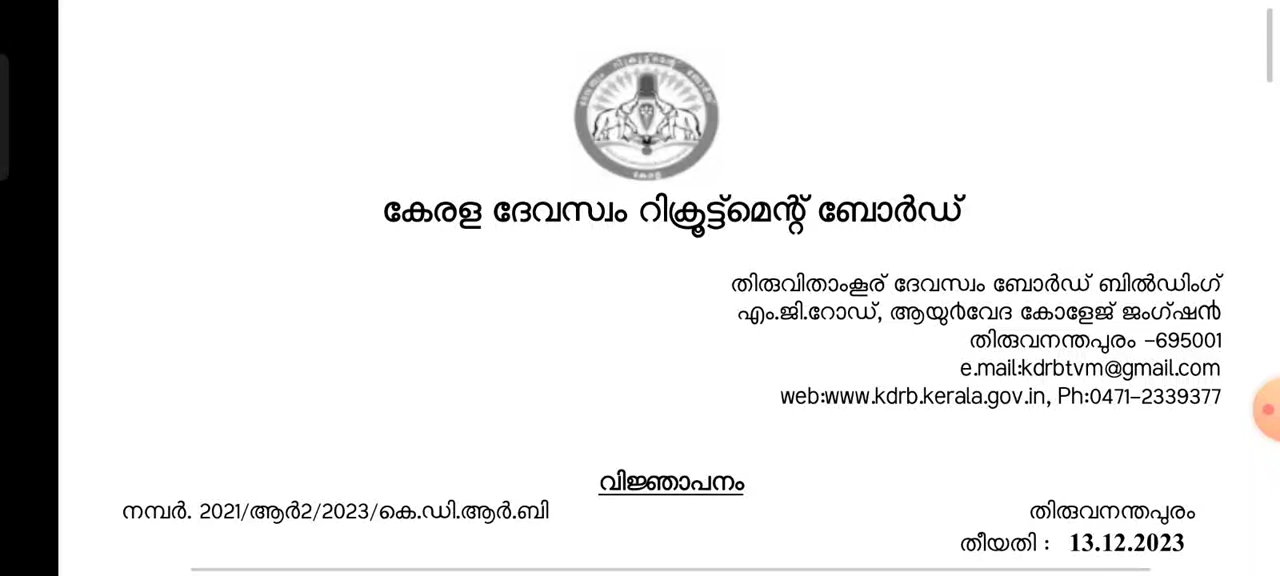 കേരള
കേരള ദേവസ്വം റിക്രൂട്ട്മെന്റ് ബോർഡ്
തിരുവിതാംകൂര് ദേവസ്വം ബോർഡ് ബിൽഡിംഗ്
എം.ജി.റോഡ്, ആയുർവേദ കോളേജ് ജംഗ്ഷൻ
തിരുവനന്തപുരം -695001
e.mail:kdrbtvm@gmail.com
web:www.kdrb.kerala.gov.in, Ph:0471-2339377
വിജ്ഞാപനം
നമ്പർ. 2021/ആർ2/2023/കെ.ഡി.ആർ.ബി
തിരുവനന്തപുരം
തീയതി : 13.12.2023